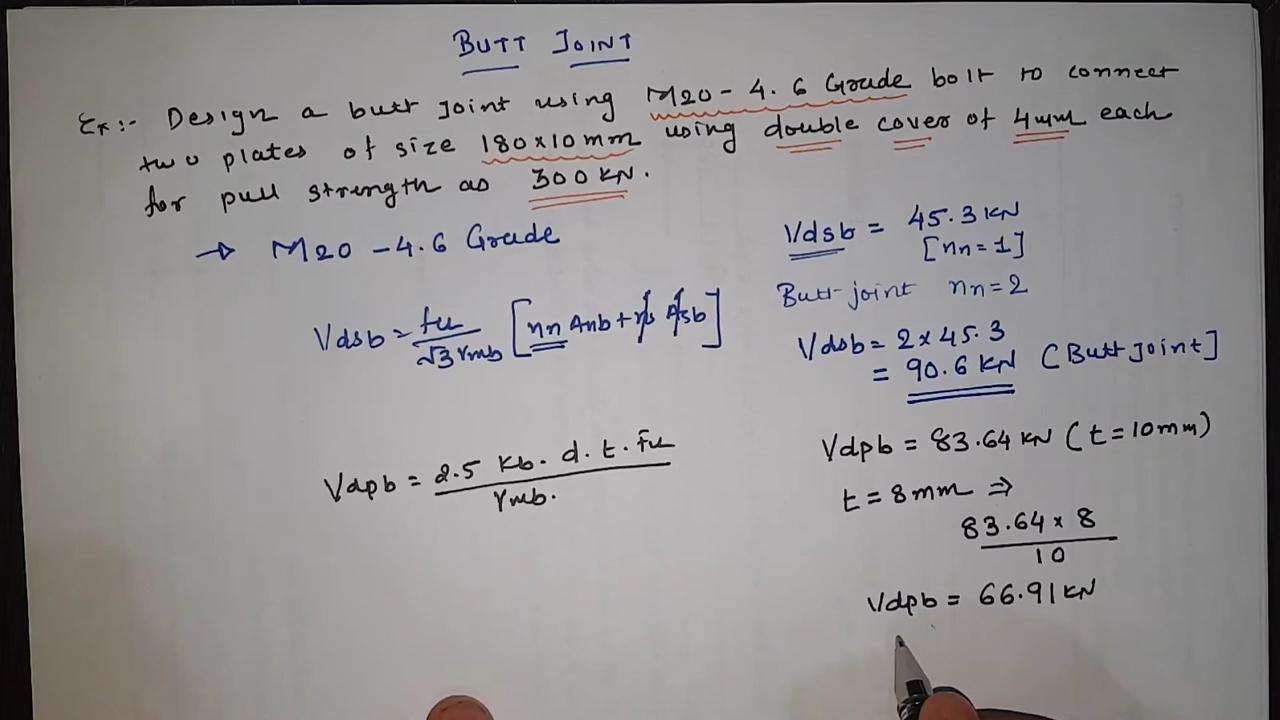 BUTT JOINT
Ex:- Design a butt joint using M20-4.6 Grade bolt to connect
two plates of size 180x10mm using double cover of 4mm each
for pull strength as 300 KN.
→ M20 - 4.6 Grade
Vdsb = fu / √3 γmb [nn Anb + ns Asb]
Vdpb = 2.5 Kb. d. t. Fu / γmb.
Vdsb = 45.3 KN
[nn = 1]
Butt joint nn = 2
Vdsb = 2 x 45.3
= 90.6 KN (Butt Joint]
Vdpb = 83.64 KN (t = 10mm)
t = 8mm ⇒
83.64 x 8
10
Vdpb = 66.91 KN